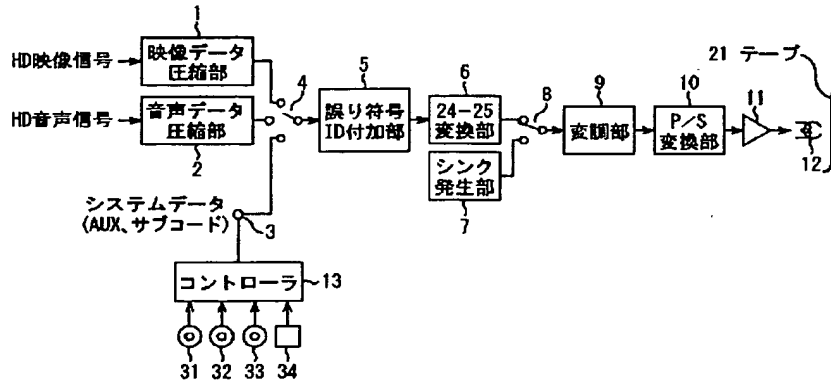 1
HD映像信号
映像データ
圧縮部
4
5
6
8
9
10
11
21 テープ
HD音声信号
音声データ
圧縮部
2
誤り符号
ID付加部
24-25
変換部
変調部
P/S
変換部
12
シンク
発生部
7
システムデータ
(AUX、サブコード)
3
コントローラ
13
31
32
33
34